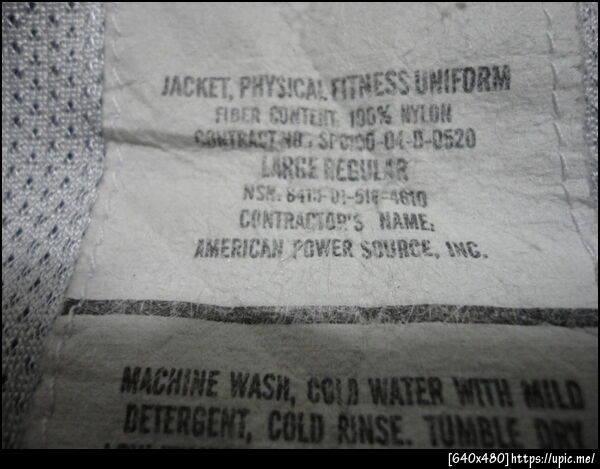 JACKET, PHYSICAL FITNESS UNIFORM
FIBER CONTENT: 100% NYLON
CONTRACT NO.: SP0100-04-D-0520
LARGE REGULAR
NSN: 8415-01-518-4610
CONTRACTOR'S NAME:
AMERICAN POWER SOURCE, INC.
MACHINE WASH, COLD WATER WITH MILD
DETERGENT, COLD RINSE. TUMBLE DRY
[640x480]https://upic.me/